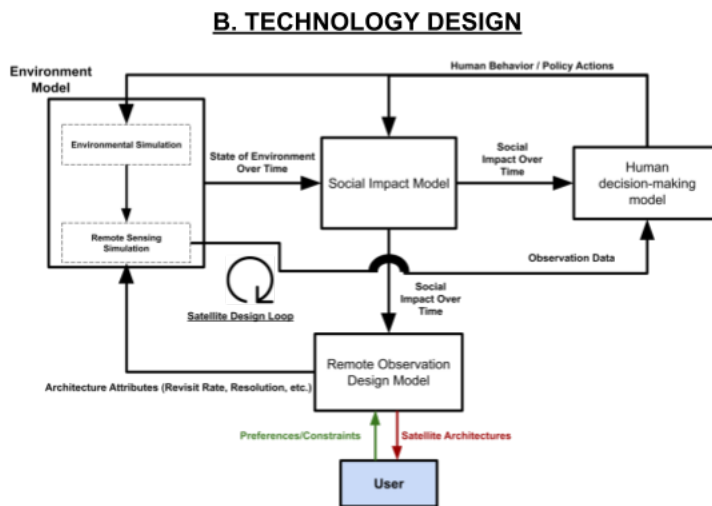 B. TECHNOLOGY DESIGN
Environment
Model
Human Behavior / Policy Actions
Environmental Simulation
State of Environment
Over Time
Social Impact Model
Social
Impact Over
Time
Human
decision-making
model
Remote Sensing
Simulation
Satellite Design Loop
Observation Data
Social
Impact Over
Time
Remote Observation
Design Model
Architecture Attributes (Revisit Rate, Resolution, etc.)
Preferences/Constraints
Satellite Architectures
User